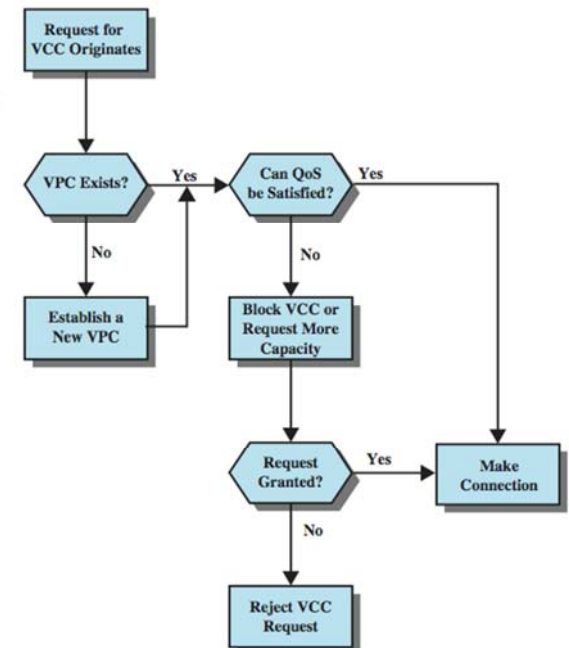 Request for
VCC Originates
VPC Exists?
Yes
Can QoS
be Satisfied?
Yes
No
No
Establish a
New VPC
Block VCC or
Request More
Capacity
Request
Granted?
Yes
Make
Connection
No
Reject VCC
Request